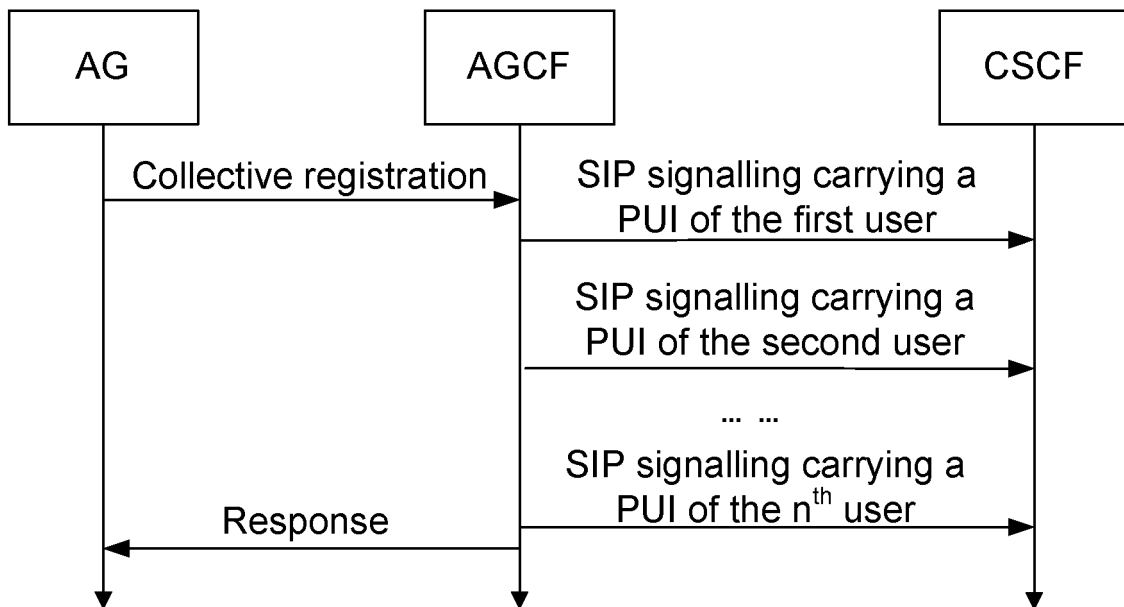 AG
AGCF
CSCF
Collective registration
SIP signalling carrying a
PUI of the first user
SIP signalling carrying a
PUI of the second user
... ...
SIP signalling carrying a
PUI of the nth user
Response